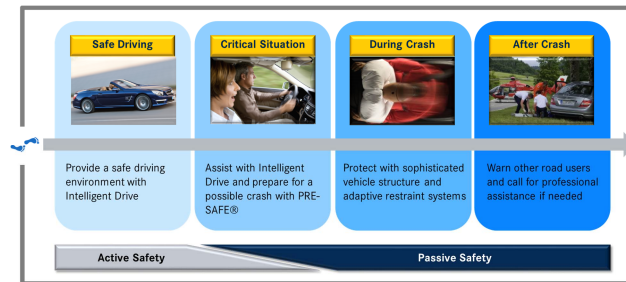 Safe Driving
Critical Situation
During Crash
After Crash
Provide a safe driving
environment with
Intelligent Drive
Assist with Intelligent
Drive and prepare for a
possible crash with PRE-
SAFE®
Protect with sophisticated
vehicle structure and
adaptive restraint systems
Warn other road users
and call for professional
assistance if needed
Active Safety
Passive Safety